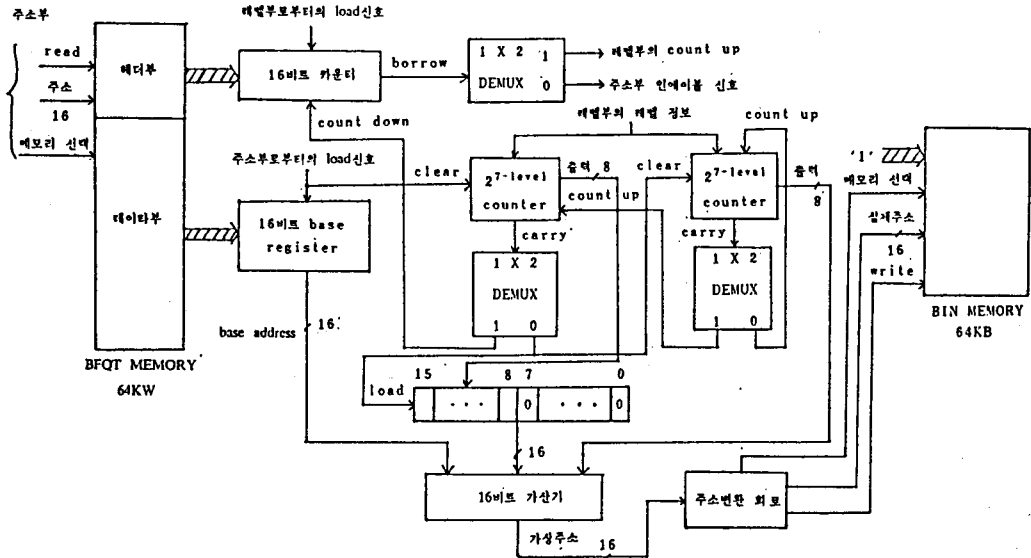 주소부
read
주소
16
메모리 선택
헤더부
데이타부
BFQT MEMORY
64KW
레벨부로부터의 load신호
16비트 카운터
borrow
1 X 2 1
DEMUX 0
레벨부의 count up
주소부 인에이블 신호
count down
레벨부의 레벨 정보
count up
주소부로부터의 load신호
clear
16비트 base
register
2⁷⁻ˡᵉᵛᵉˡ
counter
출력 8
count up
clear
2⁷⁻ˡᵉᵛᵉˡ
counter
출력
8
carry
1 X 2
DEMUX
1 0
carry
1 X 2
DEMUX
1 0
'1'
메모리 선택
실제주소
16
write
BIN MEMORY
64KB
base address
16
15 8 7 0
load
... 0 ... 0
16
16비트 가산기
가상주소 16
주소변환 회로